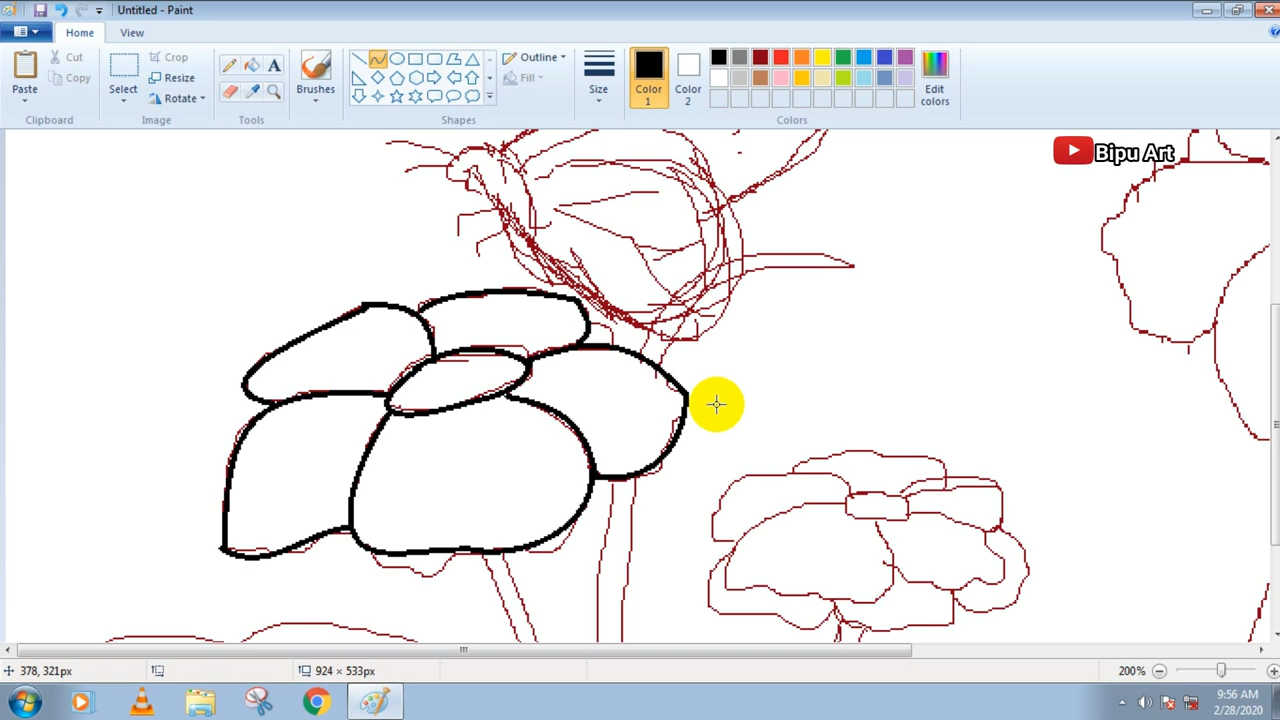 Untitled - Paint
Home
View
Paste
Cut
Copy
Clipboard
Select
Crop
Resize
Rotate
Image
Tools
Brushes
Shapes
Outline
Fill
Size
Color
1
Color
2
Colors
Edit
colors
Bipu Art
378, 321px
924 × 533px
200%
9:56 AM
2/28/2020